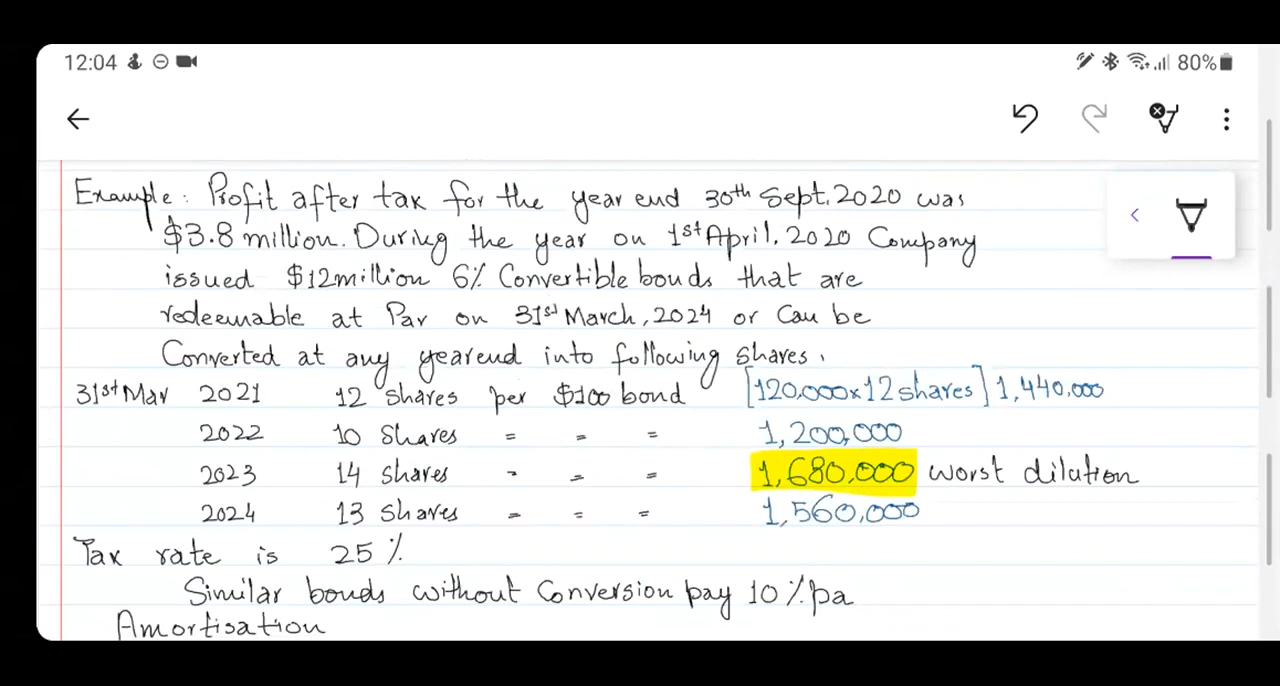 12:04 80%
Example: Profit after tax for the year end 30th Sept. 2020 was
$3.8 million. During the year on 1st April, 2020 Company
issued $12million 6% Convertible bonds that are
redeemable at Par on 31st March, 2024 or Can be
Converted at any yearend into following shares.
31st Mar 2021 12 shares per $100 bond [120,000x12 shares] 1,440,000
2022 10 Shares = = = 1,200,000
2023 14 shares - = = 1,680,000 worst dilution
2024 13 Shares = = = 1,560,000
Tax rate is 25%
Similar bonds without Conversion pay 10%pa
Amortisation